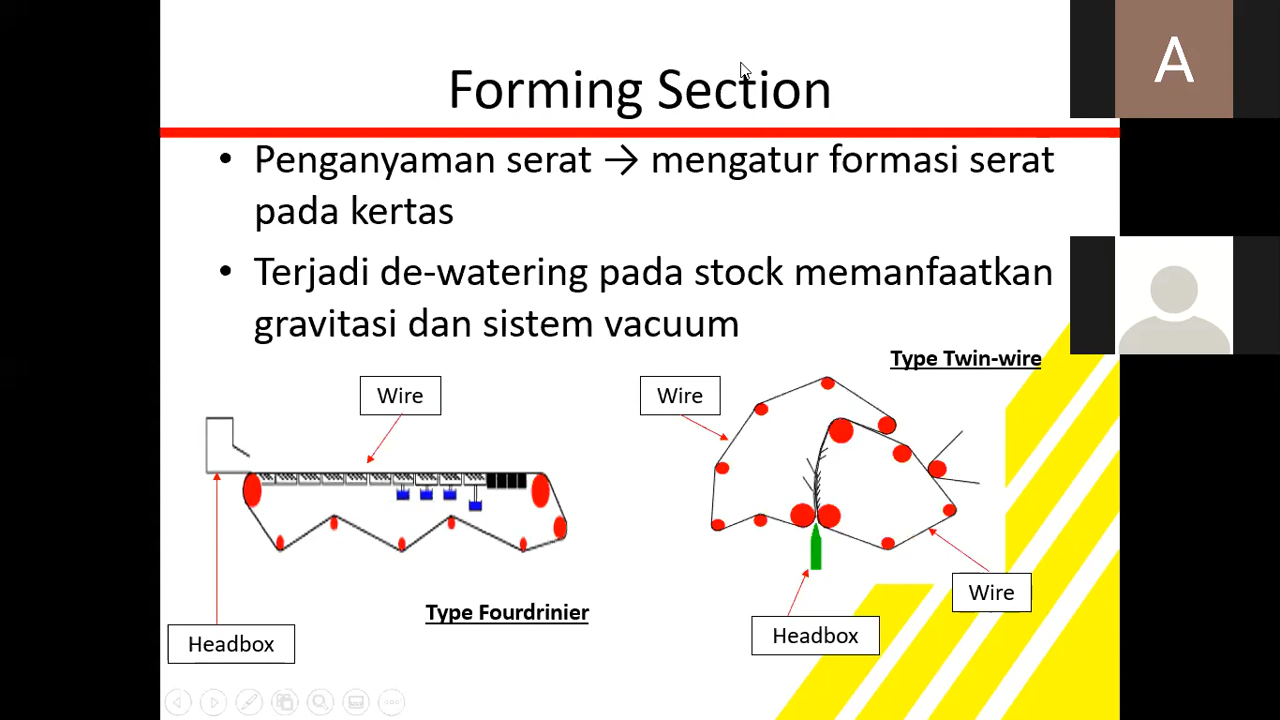 Forming Section
A
• Penganyaman serat → mengatur formasi serat
pada kertas
• Terjadi de-watering pada stock memanfaatkan
gravitasi dan sistem vacuum
Type Twin-wire
Wire
Wire
Wire
Headbox
Type Fourdrinier
Headbox